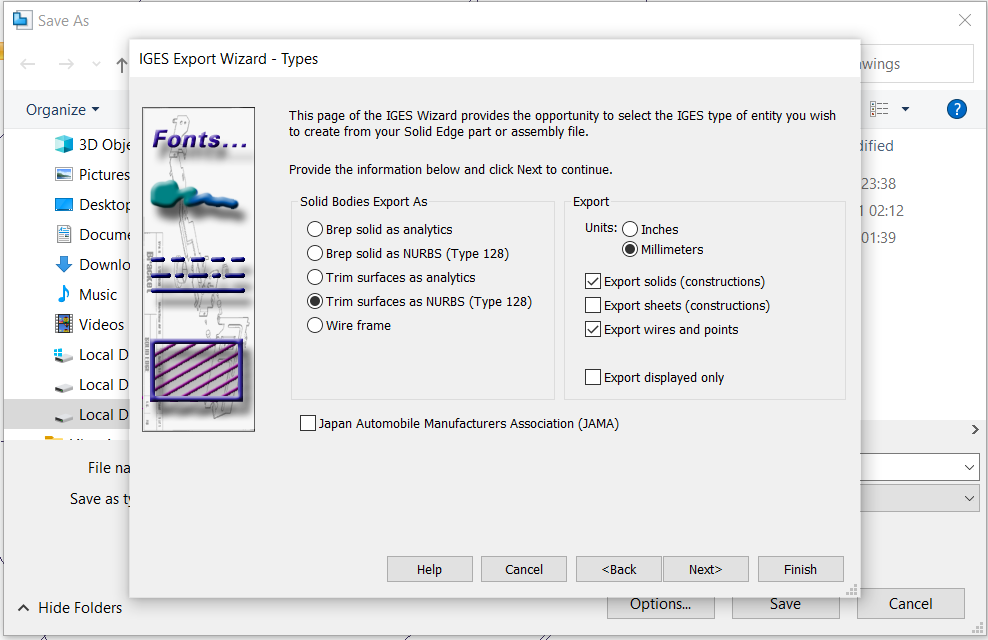 Save As
IGES Export Wizard - Types
Organize
3D Obje
Pictures
Desktop
Docume
Downlo
Music
Videos
Local D
Local D
Local D
File na
Save as ty
Hide Folders
Fonts...
This page of the IGES Wizard provides the opportunity to select the IGES type of entity you wish
to create from your Solid Edge part or assembly file.
Provide the information below and click Next to continue.
Solid Bodies Export As
Brep solid as analytics
Brep solid as NURBS (Type 128)
Trim surfaces as analytics
Trim surfaces as NURBS (Type 128)
Wire frame
Export
Units:
Inches
Millimeters
Export solids (constructions)
Export sheets (constructions)
Export wires and points
Export displayed only
Japan Automobile Manufacturers Association (JAMA)
Help
Cancel
<Back
Next>
Finish
awings
?
dified
23:38
1 02:12
01:39
Options...
Save
Cancel